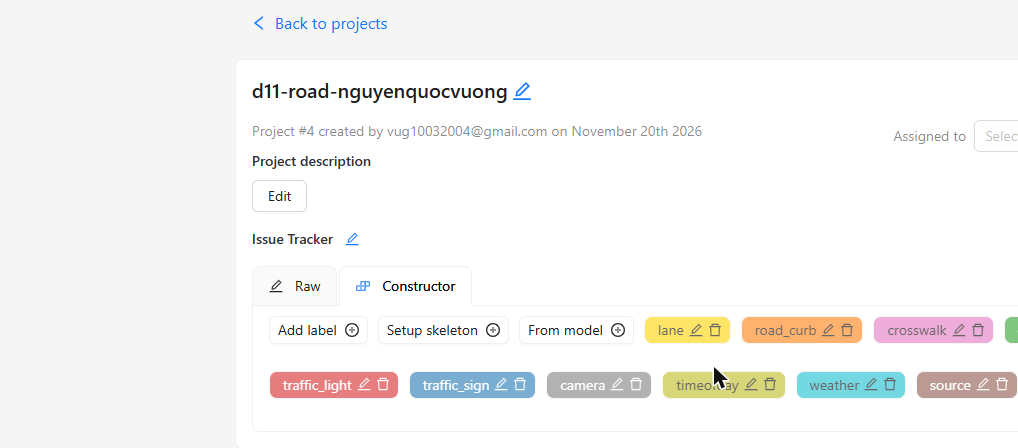 Back to projects
d11-road-nguyenquocvuong
Project #4 created by vug10032004@gmail.com on November 20th 2026
Assigned to Selec
Project description
Edit
Issue Tracker
Raw Constructor
Add label Setup skeleton From model lane road_curb crosswalk
traffic_light traffic_sign camera weather source